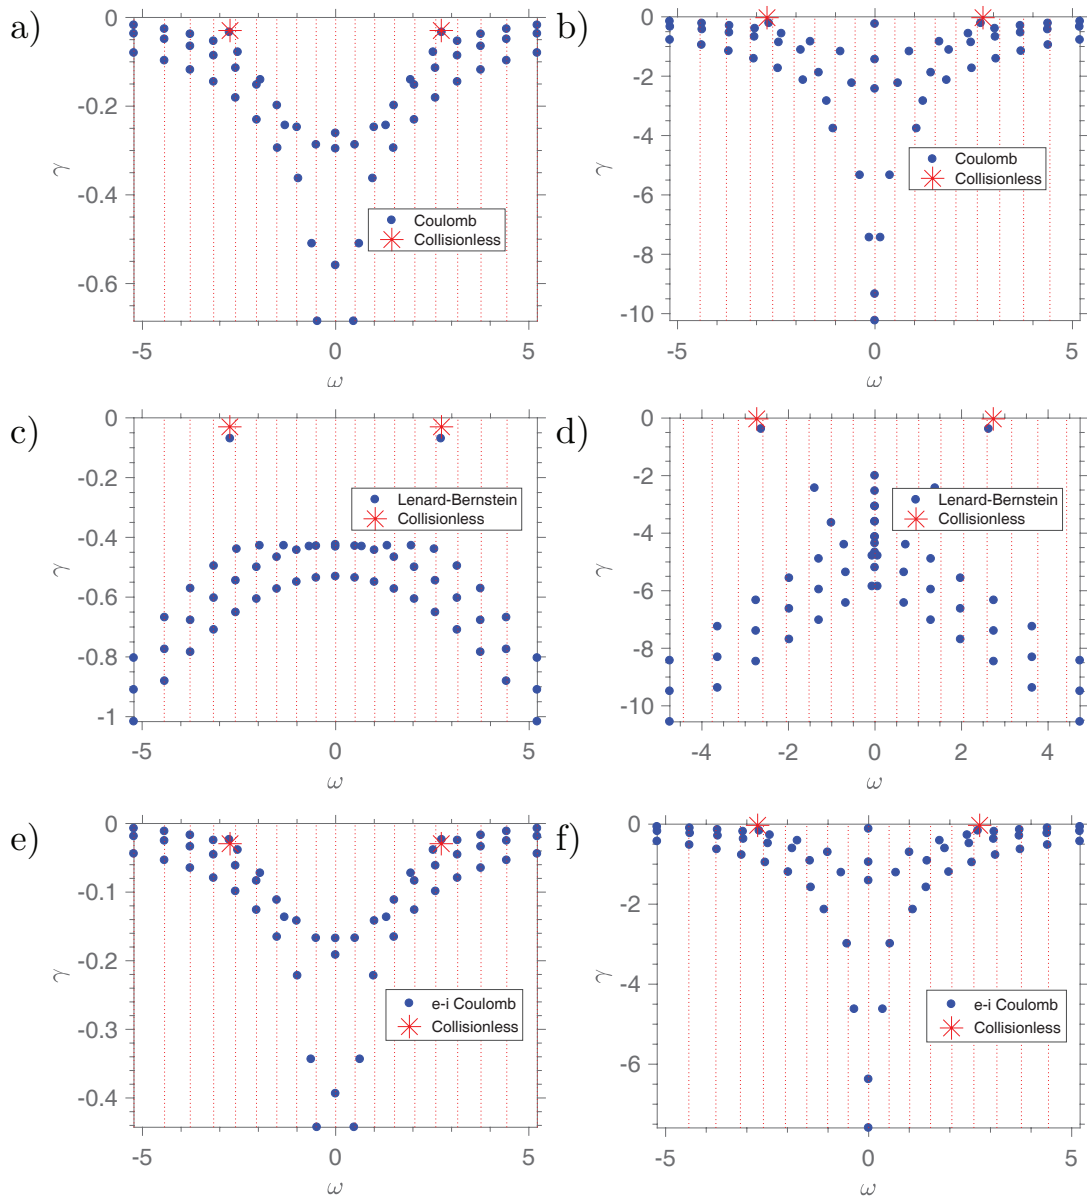 a)
0
-0.2
-0.4
-0.6
γ
-5
0
5
ω
Coulomb
Collisionless
b)
0
-2
-4
-6
-8
-10
γ
-5
0
5
ω
Coulomb
Collisionless
c)
0
-0.2
-0.4
-0.6
-0.8
-1
γ
-5
0
5
ω
Lenard-Bernstein
Collisionless
d)
0
-2
-4
-6
-8
-10
γ
-4
-2
0
2
4
ω
Lenard-Bernstein
Collisionless
e)
0
-0.1
-0.2
-0.3
-0.4
γ
-5
0
5
ω
e-i Coulomb
Collisionless
f)
0
-2
-4
-6
γ
-5
0
5
ω
e-i Coulomb
Collisionless